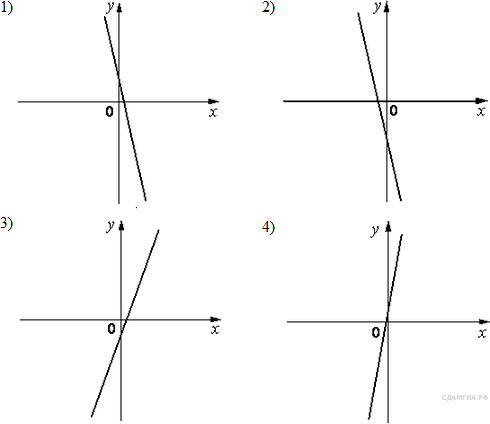 1) y 0 x
2) y 0 x
3) y 0 x
4) y 0 x
СДАМГИА.РФ